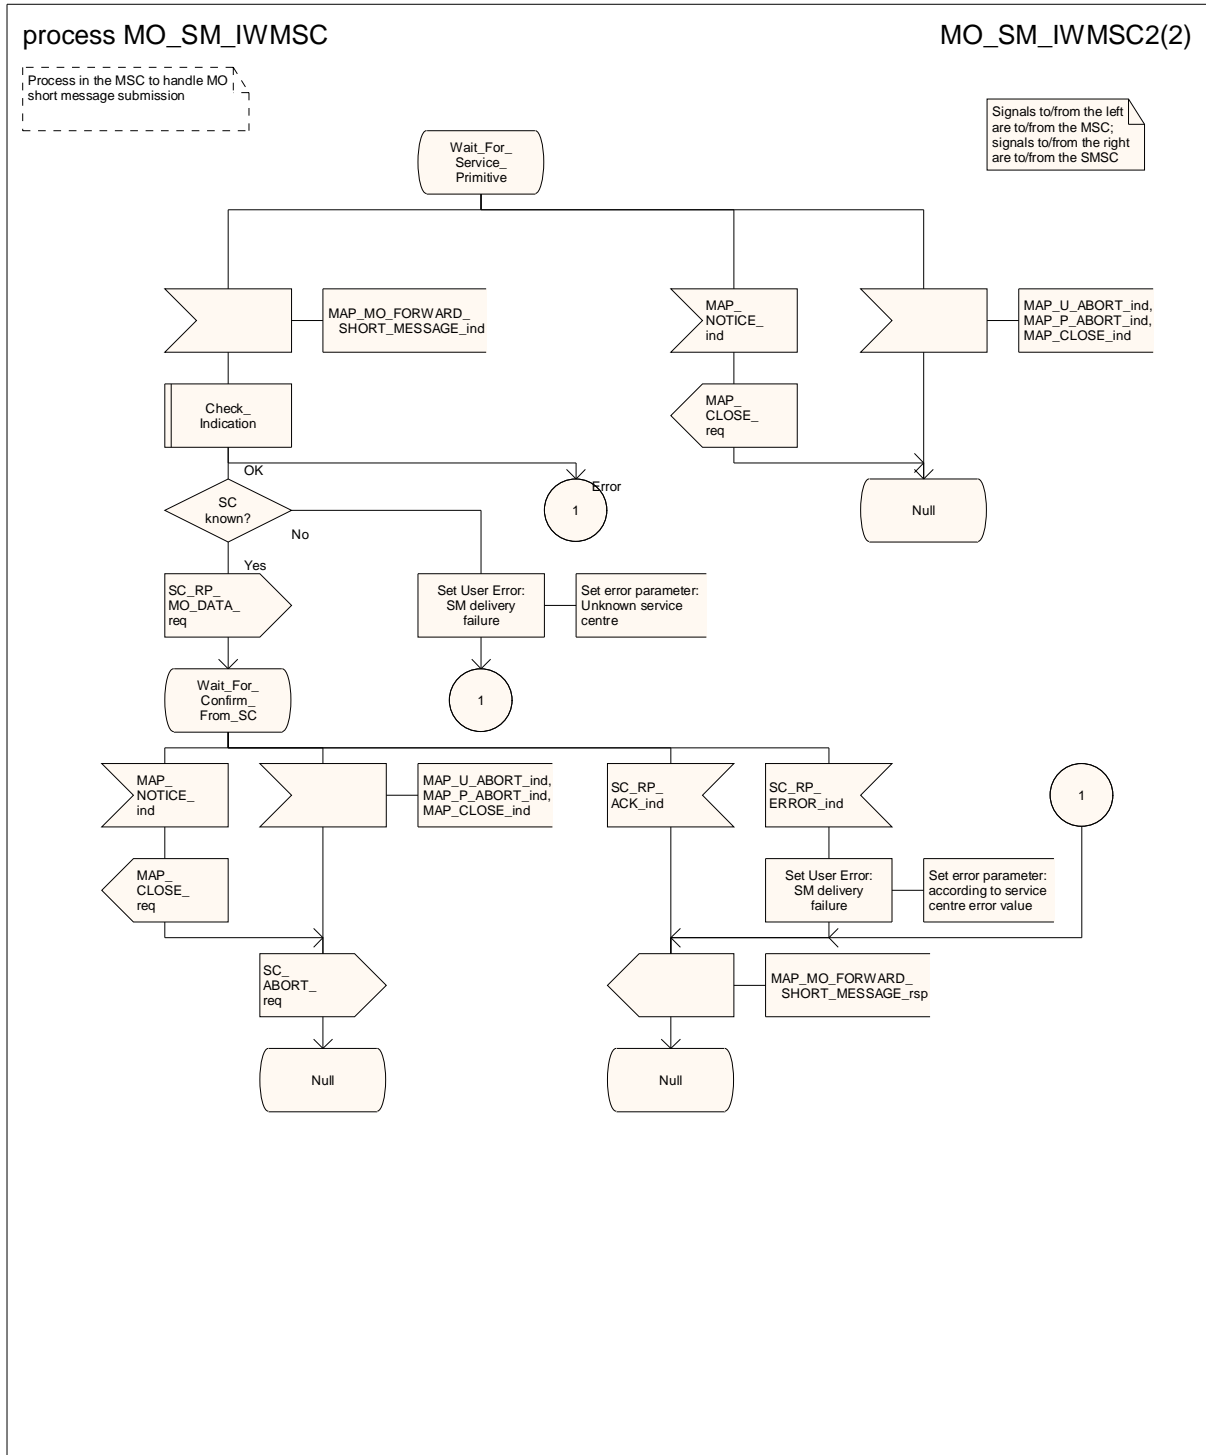 process MO_SM_IWMSC
MO_SM_IWMSC2(2)
Process in the MSC to handle MO
short message submission
Signals to/from the left
are to/from the MSC;
signals to/from the right
are to/from the SMSC
Wait_For_
Service_
Primitive
MAP_MO_FORWARD_
SHORT_MESSAGE_ind
MAP_
NOTICE_
ind
MAP_U_ABORT_ind,
MAP_P_ABORT_ind,
MAP_CLOSE_ind
Check_
Indication
MAP_
CLOSE_
req
OK
Error
SC
known?
No
1
Null
Yes
SC_RP_
MO_DATA_
req
Set User Error:
SM delivery
failure
Set error parameter:
Unknown service
centre
Wait_For_
Confirm_
From_SC
1
MAP_
NOTICE_
ind
MAP_U_ABORT_ind,
MAP_P_ABORT_ind,
MAP_CLOSE_ind
SC_RP_
ACK_ind
SC_RP_
ERROR_ind
1
MAP_
CLOSE_
req
Set User Error:
SM delivery
failure
Set error parameter:
according to service
centre error value
SC_
ABORT_
req
MAP_MO_FORWARD_
SHORT_MESSAGE_rsp
Null
Null